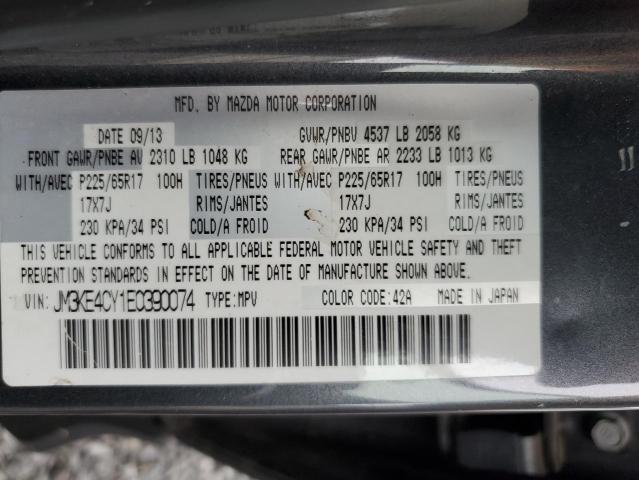 MFD. BY MAZDA MOTOR CORPORATION
DATE 09/13 GVWR/PNBV 4537 LB 2058 KG
FRONT GAWR/PNBE AV 2310 LB 1048 KG REAR GAWR/PNBE AR 2233 LB 1013 KG
WITH/AVEC P225/65R17 100H TIRES/PNEUS WITH/AVEC P225/65R17 100H TIRES/PNEUS
17X7J RIMS/JANTES 17X7J RIMS/JANTES
230 KPA/34 PSI COLD/A FROID 230 KPA/34 PSI COLD/A FROID
THIS VEHICLE CONFORMS TO ALL APPLICABLE FEDERAL MOTOR VEHICLE SAFETY AND THEFT
PREVENTION STANDARDS IN EFFECT ON THE DATE OF MANUFACTURE SHOWN ABOVE.
VIN: JM3KE4CY1E0390074 TYPE:MPV COLOR CODE:42A MADE IN JAPAN